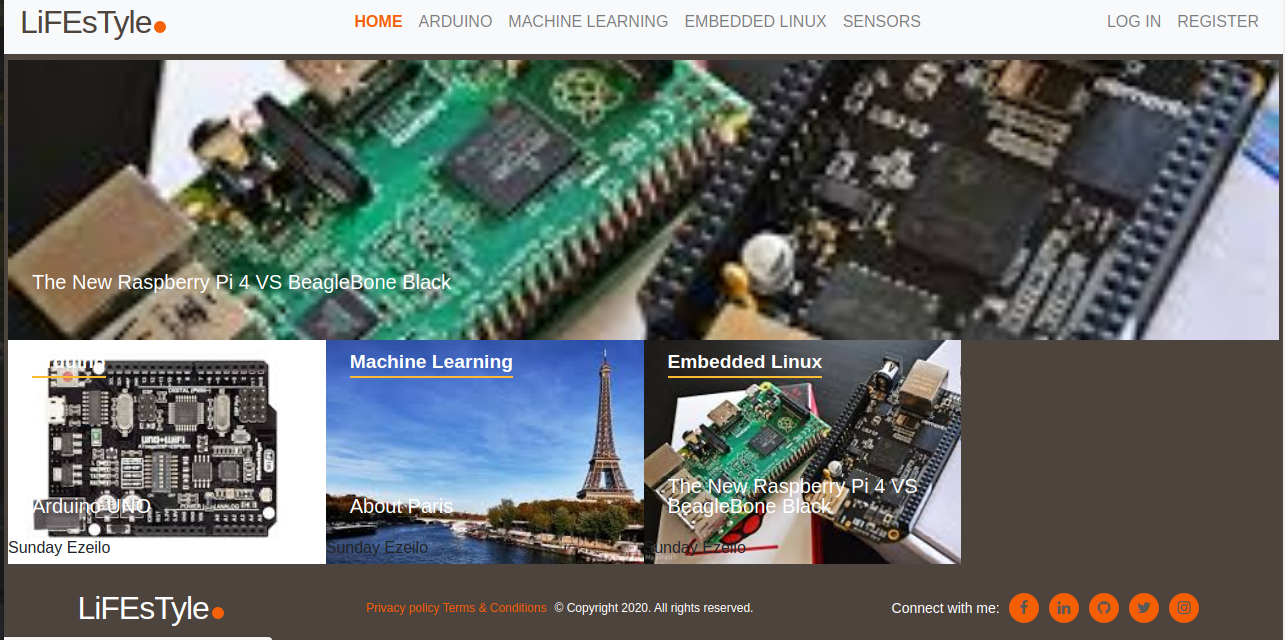 LiFEsTyle
HOME ARDUINO MACHINE LEARNING EMBEDDED LINUX SENSORS
LOG IN REGISTER
The New Raspberry Pi 4 VS BeagleBone Black
Machine Learning
Embedded Linux
UNO+WiFi
Arduino UNO
About Paris
The New Raspberry Pi 4 VS
BeagleBone Black
Sunday Ezeilo
Sunday Ezeilo
Sunday Ezeilo
LiFEsTyle
Privacy policy Terms & Conditions © Copyright 2020. All rights reserved.
Connect with me: